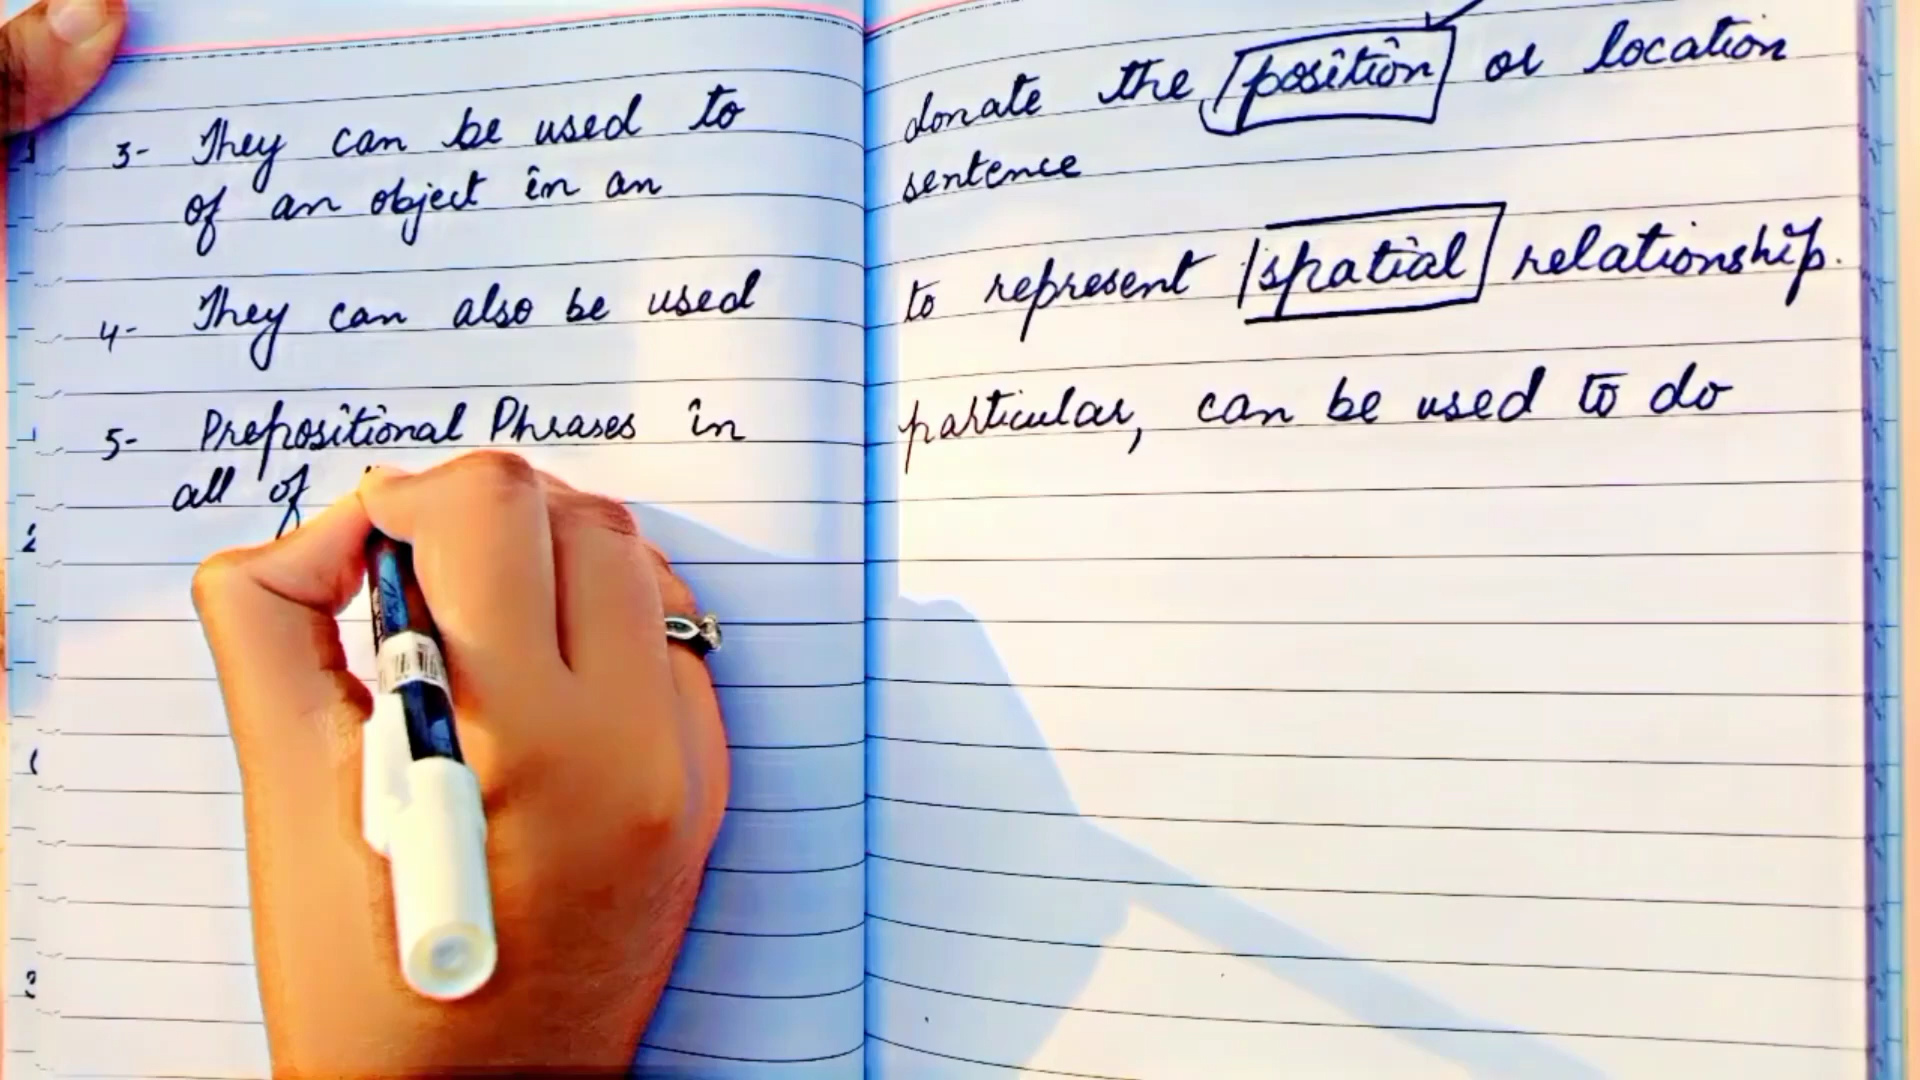 3- They can be used to donate the position or location
of an object in an sentence
4- They can also be used to represent spatial relationship.
5- Prepositional Phrases in particular, can be used to do
all of